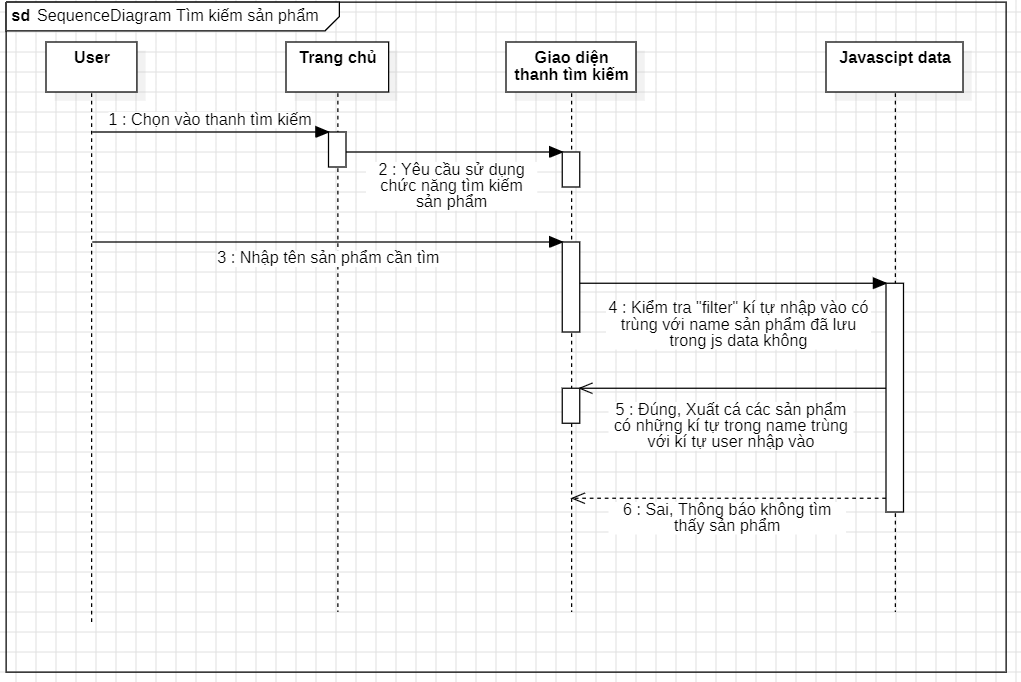 sd SequenceDiagram Tìm kiếm sản phẩm
User
Trang chủ
Giao diện
thanh tìm kiếm
Javascipt data
1 : Chọn vào thanh tìm kiếm
2 : Yêu cầu sử dụng
chức năng tìm kiếm
sản phẩm
3 : Nhập tên sản phẩm cần tìm
4 : Kiểm tra "filter" kí tự nhập vào có
trùng với name sản phẩm đã lưu
trong js data không
5 : Đúng, Xuất cá các sản phẩm
có những kí tự trong name trùng
với kí tự user nhập vào
6 : Sai, Thông báo không tìm
thấy sản phẩm